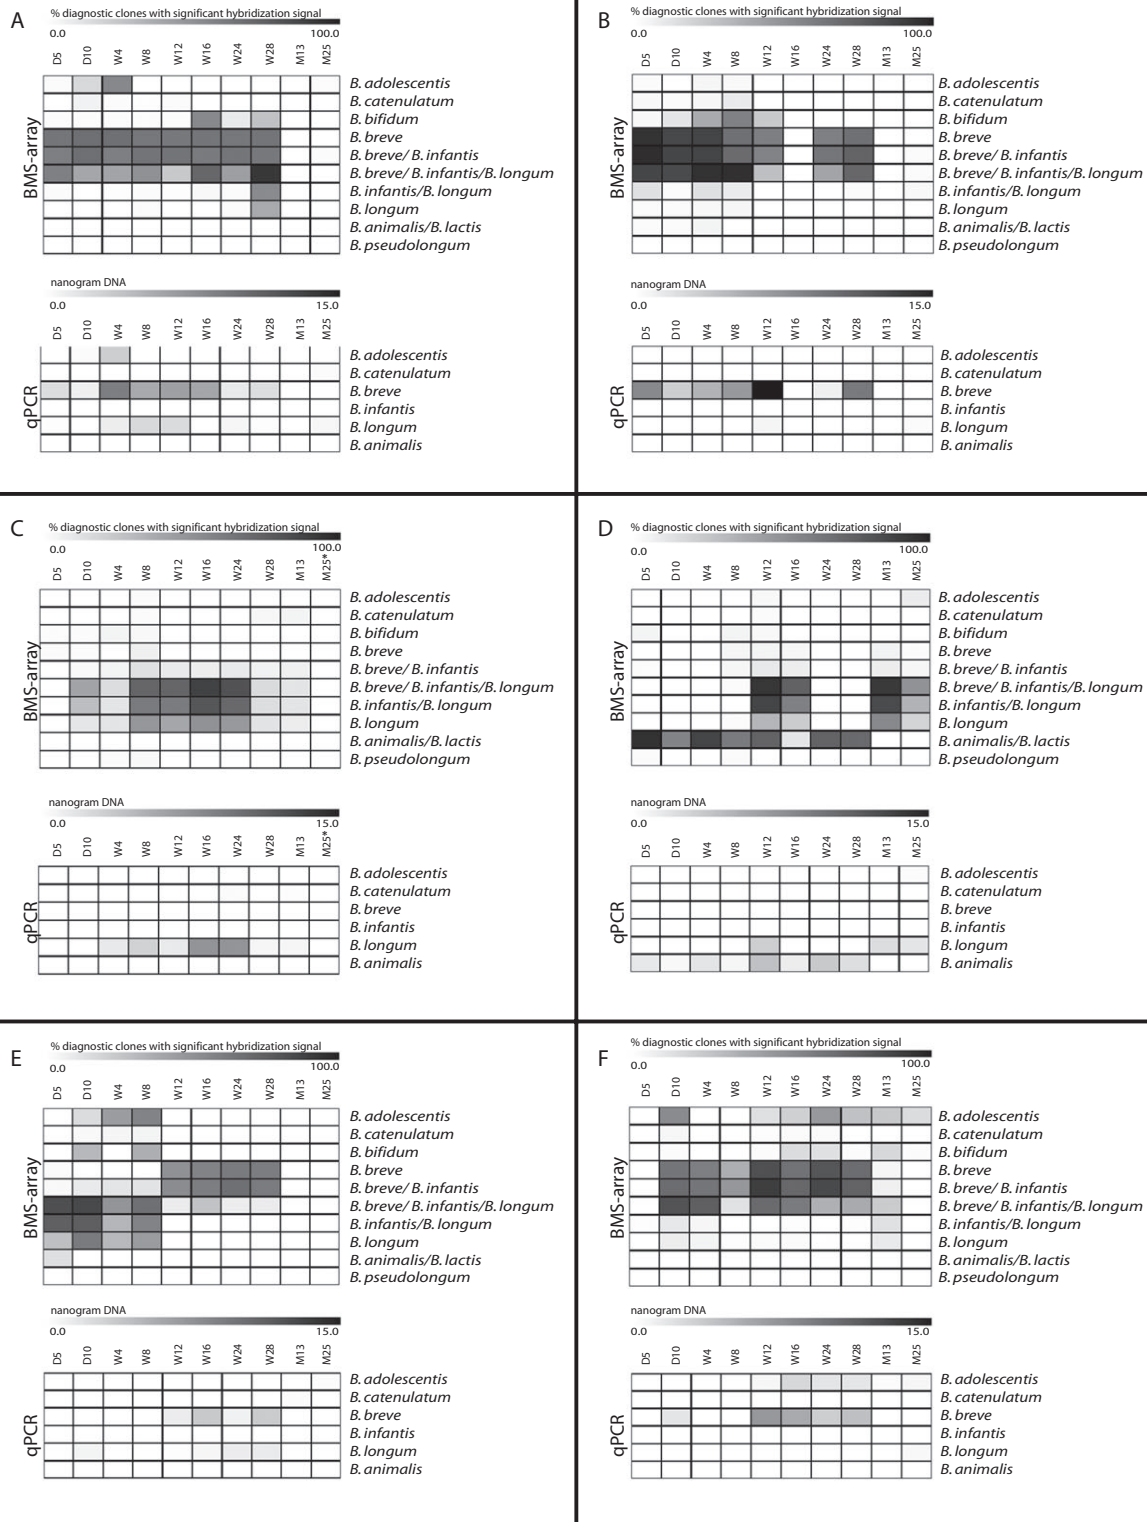 A
% diagnostic clones with significant hybridization signal
0.0 100.0
D5 D10 W4 W8 W12 W16 W24 W28 M13 M25
BMS-array
B. adolescentis
B. catenulatum
B. bifidum
B. breve
B. breve/ B. infantis
B. breve/ B. infantis/B. longum
B. infantis/B. longum
B. longum
B. animalis/B. lactis
B. pseudolongum
nanogram DNA
0.0 15.0
D5 D10 W4 W8 W12 W16 W24 W28 M13 M25
qPCR
B. adolescentis
B. catenulatum
B. breve
B. infantis
B. longum
B. animalis
B
% diagnostic clones with significant hybridization signal
0.0 100.0
D5 D10 W4 W8 W12 W16 W24 W28 M13 M25
BMS-array
B. adolescentis
B. catenulatum
B. bifidum
B. breve
B. breve/ B. infantis
B. breve/ B. infantis/B. longum
B. infantis/B. longum
B. longum
B. animalis/B. lactis
B. pseudolongum
nanogram DNA
0.0 15.0
D5 D10 W4 W8 W12 W16 W24 W28 M13 M25
qPCR
B. adolescentis
B. catenulatum
B. breve
B. infantis
B. longum
B. animalis
C
% diagnostic clones with significant hybridization signal
0.0 100.0
D5 D10 W4 W8 W12 W16 W24 W28 M13 M25*
BMS-array
B. adolescentis
B. catenulatum
B. bifidum
B. breve
B. breve/ B. infantis
B. breve/ B. infantis/B. longum
B. infantis/B. longum
B. longum
B. animalis/B. lactis
B. pseudolongum
nanogram DNA
0.0 15.0
D5 D10 W4 W8 W12 W16 W24 W28 M13 M25*
qPCR
B. adolescentis
B. catenulatum
B. breve
B. infantis
B. longum
B. animalis
D
% diagnostic clones with significant hybridization signal
0.0 100.0
D5 D10 W4 W8 W12 W16 W24 W28 M13 M25
BMS-array
B. adolescentis
B. catenulatum
B. bifidum
B. breve
B. breve/ B. infantis
B. breve/ B. infantis/B. longum
B. infantis/B. longum
B. longum
B. animalis/B. lactis
B. pseudolongum
nanogram DNA
0.0 15.0
D5 D10 W4 W8 W12 W16 W24 W28 M13 M25
qPCR
B. adolescentis
B. catenulatum
B. breve
B. infantis
B. longum
B. animalis
E
% diagnostic clones with significant hybridization signal
0.0 100.0
D5 D10 W4 W8 W12 W16 W24 W28 M13 M25
BMS-array
B. adolescentis
B. catenulatum
B. bifidum
B. breve
B. breve/ B. infantis
B. breve/ B. infantis/B. longum
B. infantis/B. longum
B. longum
B. animalis/B. lactis
B. pseudolongum
nanogram DNA
0.0 15.0
D5 D10 W4 W8 W12 W16 W24 W28 M13 M25
qPCR
B. adolescentis
B. catenulatum
B. breve
B. infantis
B. longum
B. animalis
F
% diagnostic clones with significant hybridization signal
0.0 100.0
D5 D10 W4 W8 W12 W16 W24 W28 M13 M25
BMS-array
B. adolescentis
B. catenulatum
B. bifidum
B. breve
B. breve/ B. infantis
B. breve/ B. infantis/B. longum
B. infantis/B. longum
B. longum
B. animalis/B. lactis
B. pseudolongum
nanogram DNA
0.0 15.0
D5 D10 W4 W8 W12 W16 W24 W28 M13 M25
qPCR
B. adolescentis
B. catenulatum
B. breve
B. infantis
B. longum
B. animalis